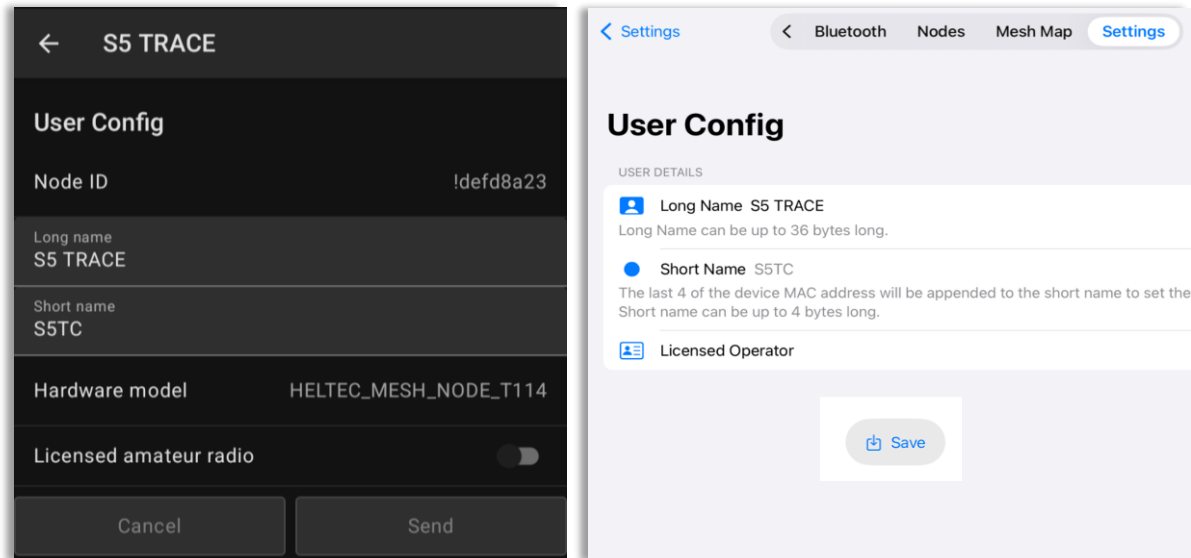 S5 TRACE
User Config
Node ID !defd8a23
Long name
S5 TRACE
Short name
S5TC
Hardware model HELTEC_MESH_NODE_T114
Licensed amateur radio
Cancel Send
Settings Bluetooth Nodes Mesh Map Settings
User Config
USER DETAILS
Long Name S5 TRACE
Long Name can be up to 36 bytes long.
Short Name S5TC
The last 4 of the device MAC address will be appended to the short name to set the
Short name can be up to 4 bytes long.
Licensed Operator
Save